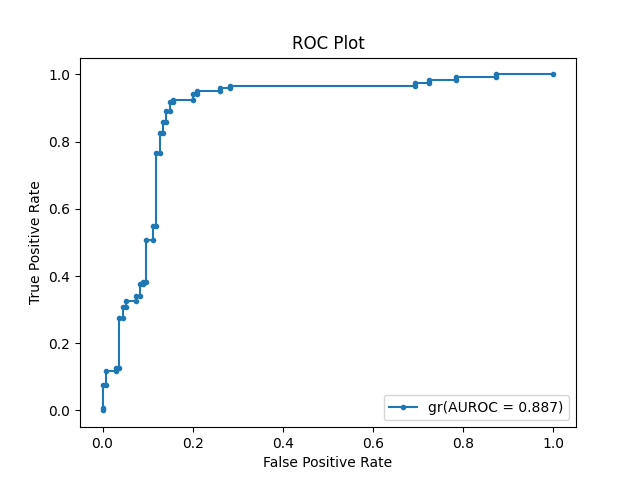 ROC Plot
True Positive Rate
1.0
0.8
0.6
0.4
0.2
0.0
gr(AUROC = 0.887)
0.0 0.2 0.4 0.6 0.8 1.0
False Positive Rate